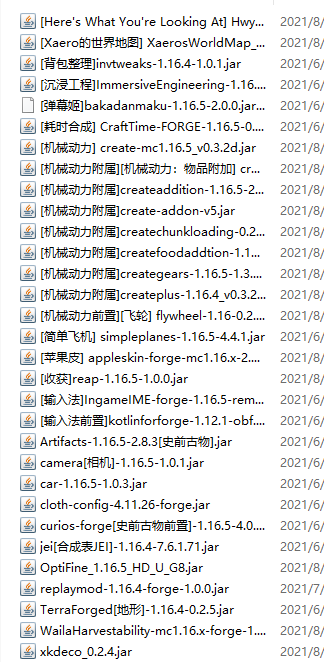 [Here's What You're Looking At] Hwy... 2021/8/
[Xaero的世界地图] XaerosWorldMap_... 2021/8/
[背包整理]invtweaks-1.16.4-1.0.1.jar 2021/6/
[沉浸工程]ImmersiveEngineering-1.16.... 2021/6/
[弹幕姬]bakadanmaku-1.16.5-2.0.0.jar... 2021/8/
[耗时合成] CraftTime-FORGE-1.16.5-0.... 2021/8/
[机械动力] create-mc1.16.5_v0.3.2d.jar 2021/8/
[机械动力附属][机械动力：物品附加] cr... 2021/8/
[机械动力附属]createaddition-1.16.5-2... 2021/8/
[机械动力附属]create-addon-v5.jar 2021/8/
[机械动力附属]createchunkloading-0.2... 2021/8/
[机械动力附属]createfoodaddtion-1.1... 2021/8/
[机械动力附属]creategears-1.16.5-1.3.... 2021/8/
[机械动力附属]createplus-1.16.4_v0.3.2... 2021/8/
[机械动力前置][飞轮] flywheel-1.16-0.2.... 2021/8/
[简单飞机] simpleplanes-1.16.5-4.4.1.jar 2021/6/
[苹果皮] appleskin-forge-mc1.16.x-2.... 2021/8/
[收获]reap-1.16.5-1.0.0.jar 2021/8/
[输入法]IngameIME-forge-1.16.5-rem... 2021/6/
[输入法前置]kotlinforforge-1.12.1-obf.... 2021/6/
Artifacts-1.16.5-2.8.3[史前古物].jar 2021/6/
camera[相机]-1.16.5-1.0.1.jar 2021/6/
car-1.16.5-1.0.3.jar 2021/6/
cloth-config-4.11.26-forge.jar 2021/6/
curios-forge[史前古物前置]-1.16.5-4.0.... 2021/6/
jei[合成表JEI]-1.16.4-7.6.1.71.jar 2021/6/
OptiFine_1.16.5_HD_U_G8.jar 2021/8/
replaymod-1.16.4-forge-1.0.0.jar 2021/7/
TerraForged[地形]-1.16.4-0.2.5.jar 2021/6/
WailaHarvestability-mc1.16.x-forge-1.... 2021/8/
xkdeco_0.2.4.jar 2021/8/